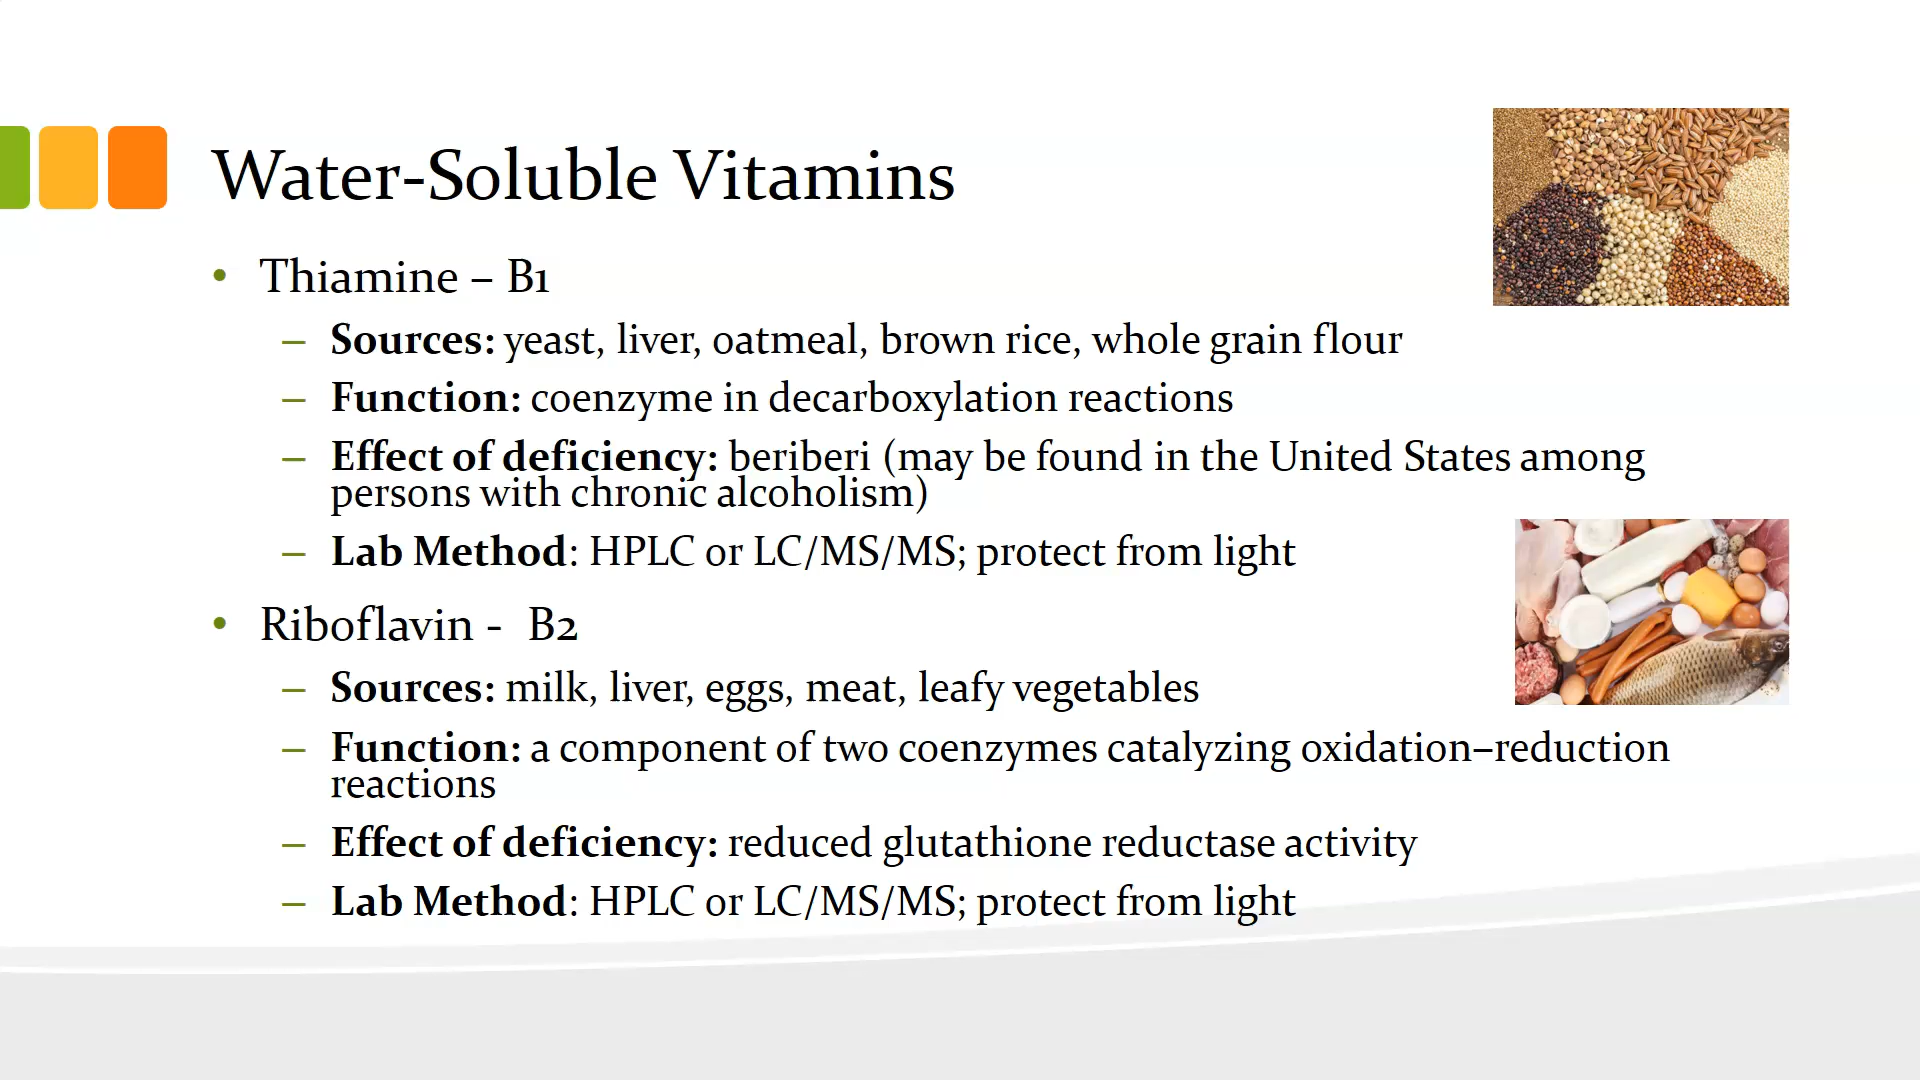 Water-Soluble Vitamins
• Thiamine – B1
– Sources: yeast, liver, oatmeal, brown rice, whole grain flour
– Function: coenzyme in decarboxylation reactions
– Effect of deficiency: beriberi (may be found in the United States among
persons with chronic alcoholism)
– Lab Method: HPLC or LC/MS/MS; protect from light
• Riboflavin - B2
– Sources: milk, liver, eggs, meat, leafy vegetables
– Function: a component of two coenzymes catalyzing oxidation–reduction
reactions
– Effect of deficiency: reduced glutathione reductase activity
– Lab Method: HPLC or LC/MS/MS; protect from light